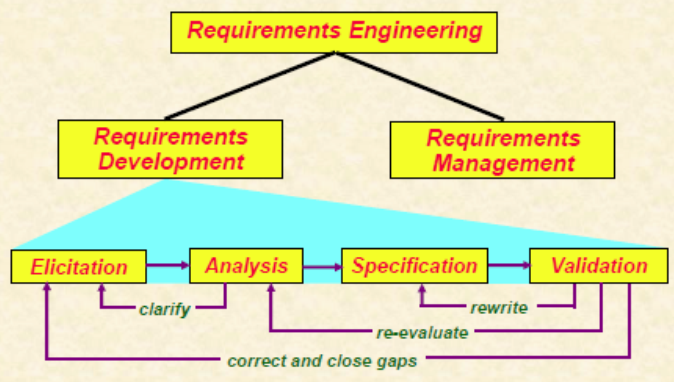 Requirements Engineering
Requirements
Development
Requirements
Management
Elicitation
Analysis
Specification
Validation
clarify
rewrite
re-evaluate
correct and close gaps